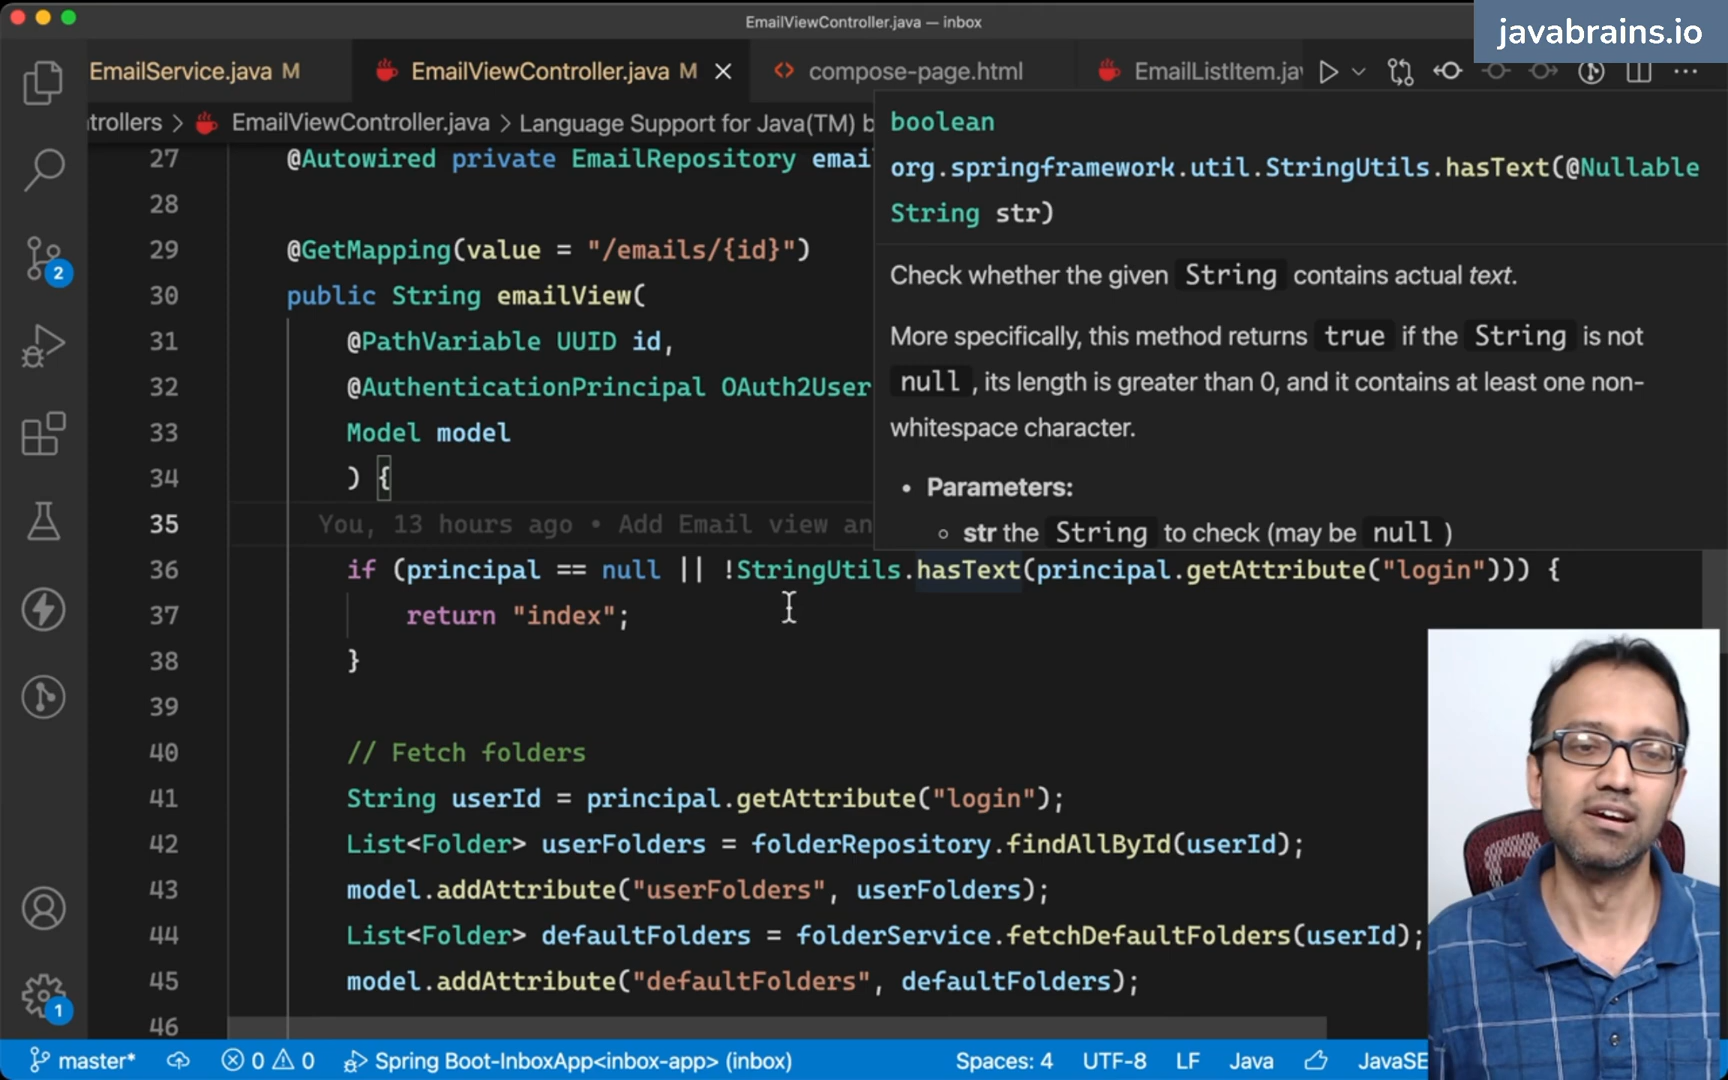 EmailViewController.java — inbox
javabrains.io
EmailService.java M
EmailViewController.java M
compose-page.html
EmailListItem.jav
trollers > EmailViewController.java > Language Support for Java(TM) b
27 @Autowired private EmailRepository emai
28
29 @GetMapping(value = "/emails/{id}")
30 public String emailView(
31 @PathVariable UUID id,
32 @AuthenticationPrincipal OAuth2User
33 Model model
34 ) {
35 You, 13 hours ago • Add Email view an
36 if (principal == null || !StringUtils.hasText(principal.getAttribute("login"))) {
37 return "index";
38 }
39
40 // Fetch folders
41 String userId = principal.getAttribute("login");
42 List<Folder> userFolders = folderRepository.findAllById(userId);
43 model.addAttribute("userFolders", userFolders);
44 List<Folder> defaultFolders = folderService.fetchDefaultFolders(userId);
45 model.addAttribute("defaultFolders", defaultFolders);
46
boolean
org.springframework.util.StringUtils.hasText(@Nullable
String str)
Check whether the given String contains actual text.
More specifically, this method returns true if the String is not
null, its length is greater than 0, and it contains at least one non-
whitespace character.
• Parameters:
○ str the String to check (may be null )
2
1
master* 0 0 Spring Boot-InboxApp<inbox-app> (inbox) Spaces: 4 UTF-8 LF Java JavaSE